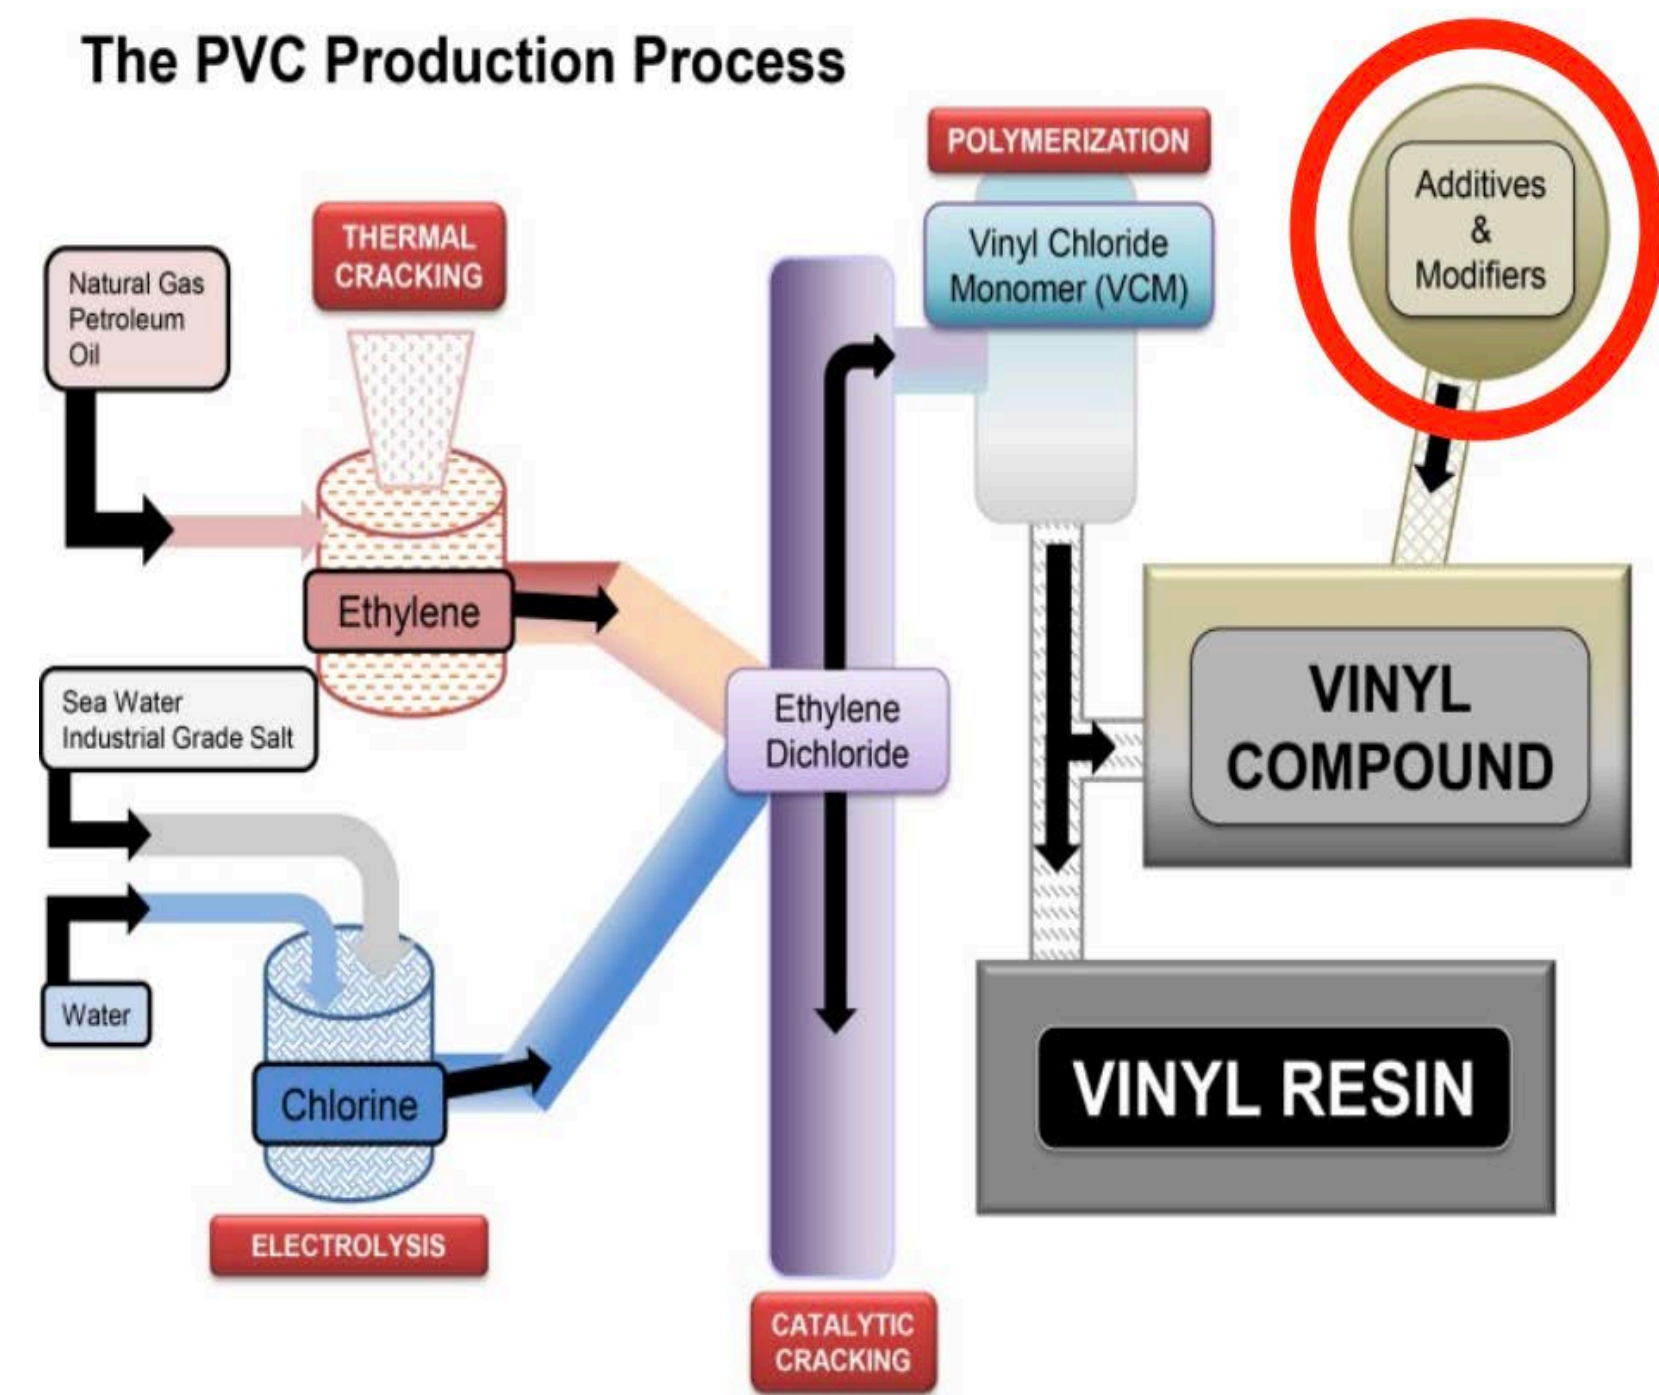 The PVC Production Process
POLYMERIZATION
Additives
&
Modifiers
THERMAL
CRACKING
Vinyl Chloride
Monomer (VCM)
Natural Gas
Petroleum
Oil
Ethylene
Sea Water
Industrial Grade Salt
Ethylene
Dichloride
VINYL
COMPOUND
Water
Chlorine
VINYL RESIN
ELECTROLYSIS
CATALYTIC
CRACKING